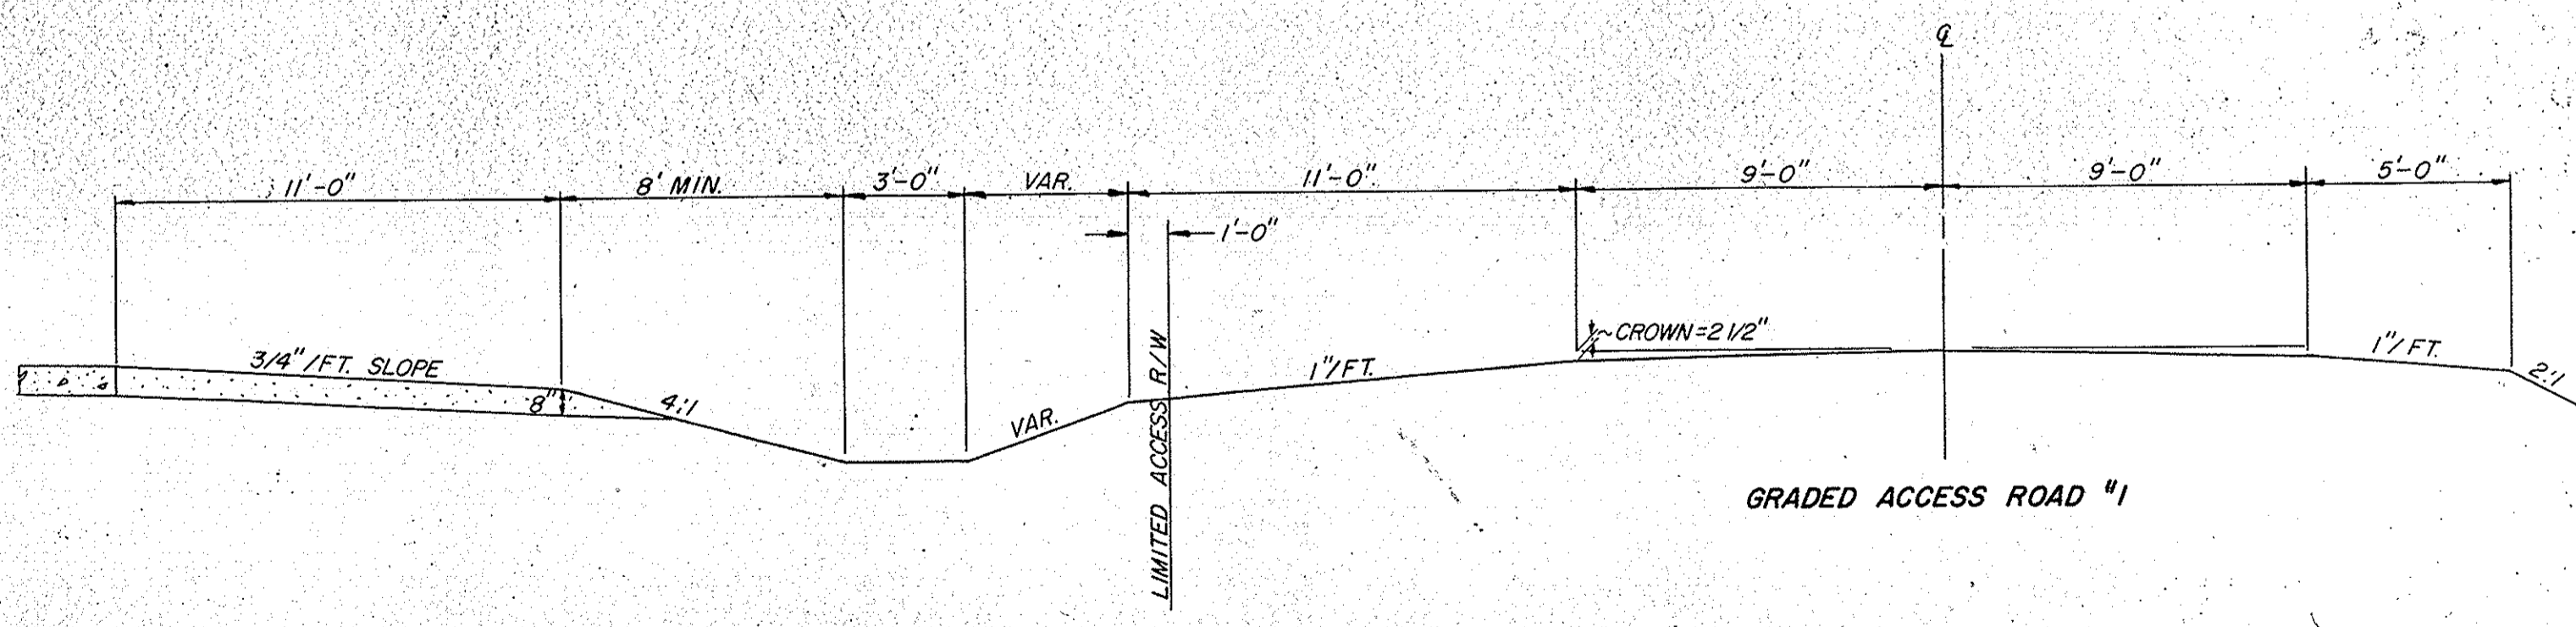 ℄
11'-0"
8' MIN.
3'-0"
VAR.
11'-0"
9'-0"
9'-0"
5'-0"
1'-0"
CROWN=2 1/2"
3/4"/FT. SLOPE
8"
4:1
VAR.
LIMITED ACCESS R/W
1"/FT.
1"/FT.
2:1
GRADED ACCESS ROAD #1